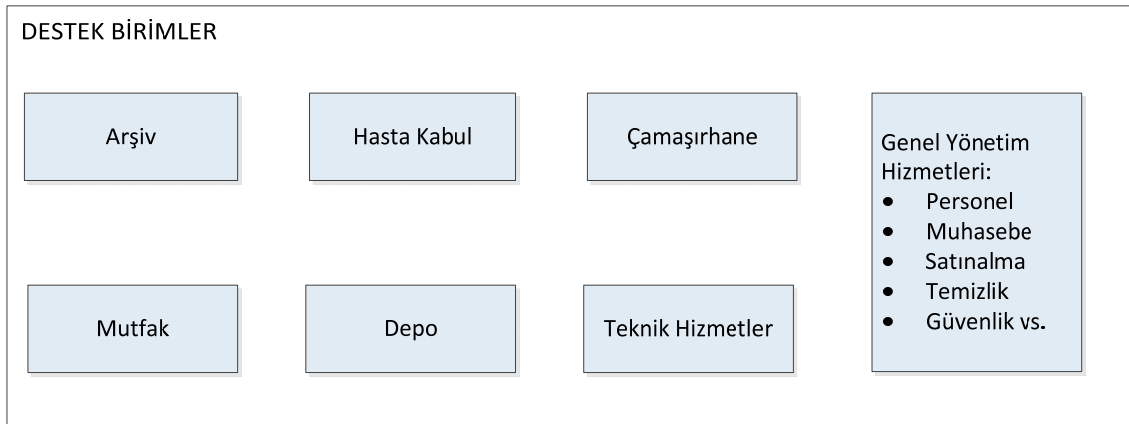 DESTEK BİRİMLER
Arşiv
Hasta Kabul
Çamaşırhane
Mutfak
Depo
Teknik Hizmetler
Genel Yönetim
Hizmetleri:
• Personel
• Muhasebe
• Satınalma
• Temizlik
• Güvenlik vs.